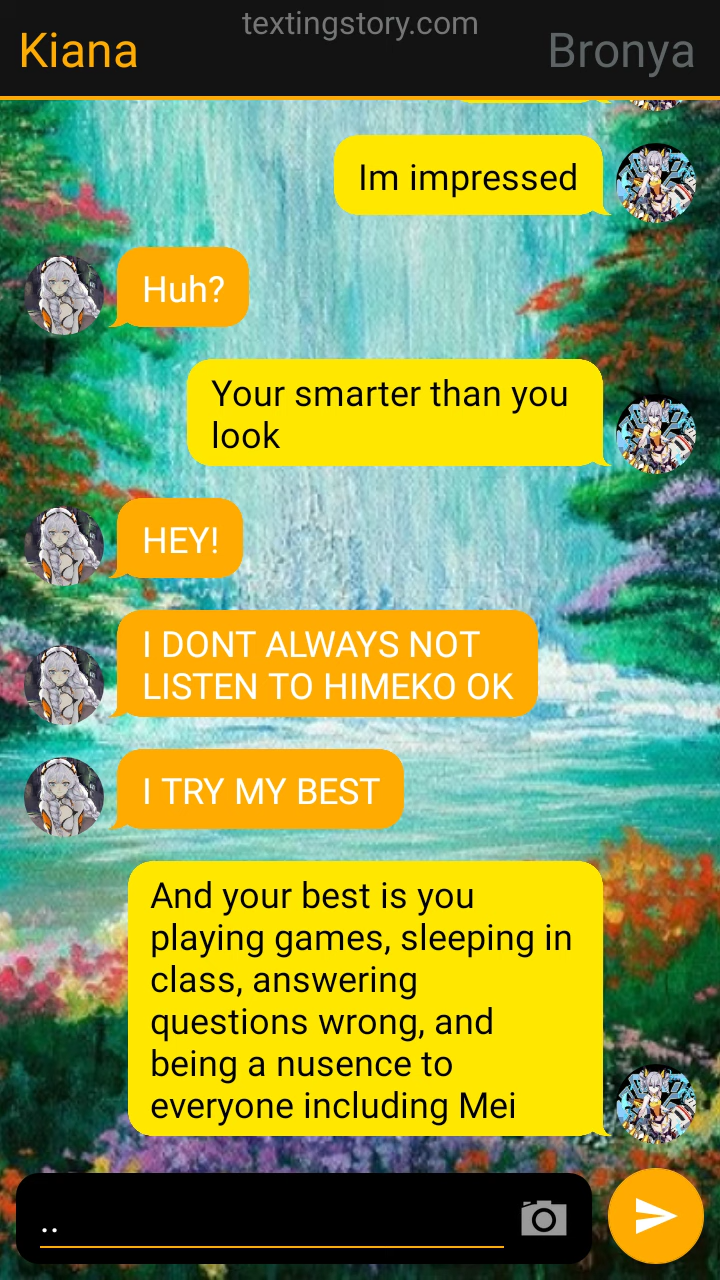 textingstory.com
Kiana
Bronya
Im impressed
Huh?
Your smarter than you
look
HEY!
I DONT ALWAYS NOT
LISTEN TO HIMEKO OK
I TRY MY BEST
And your best is you
playing games, sleeping in
class, answering
questions wrong, and
being a nusence to
everyone including Mei
..